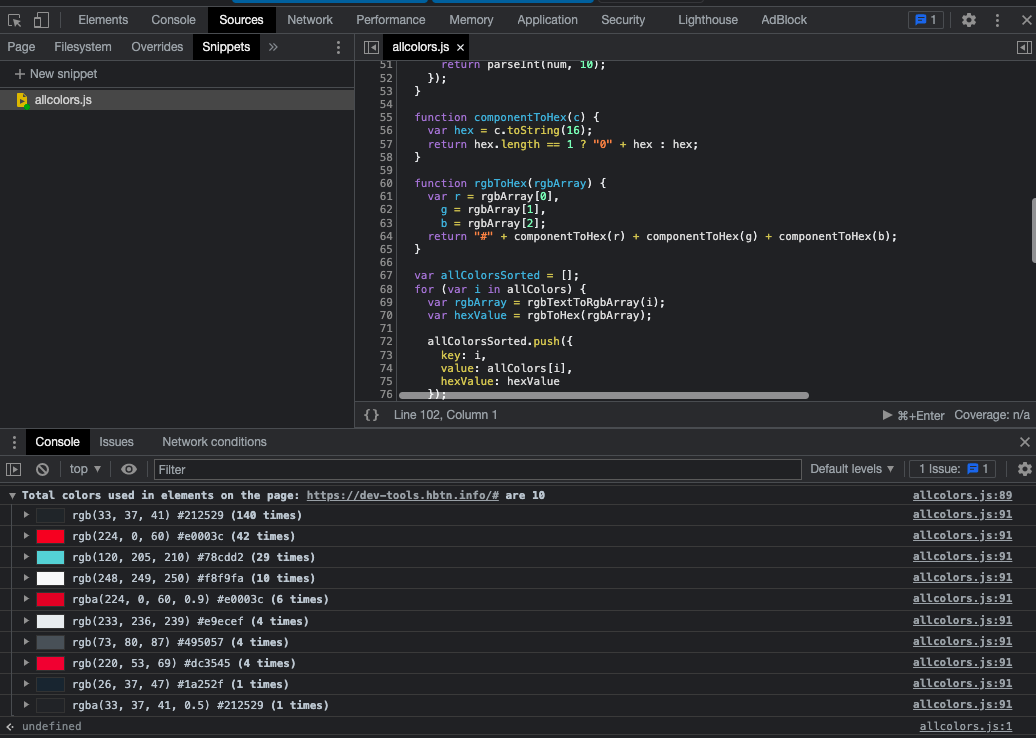 Elements Console Sources Network Performance Memory Application Security Lighthouse AdBlock 1
Page Filesystem Overrides Snippets » allcolors.js ×
+ New snippet
allcolors.js
51 return parseInt(num, 10);
52 });
53 }
54
55 function componentToHex(c) {
56 var hex = c.toString(16);
57 return hex.length == 1 ? "0" + hex : hex;
58 }
59
60 function rgbToHex(rgbArray) {
61 var r = rgbArray[0],
62 g = rgbArray[1],
63 b = rgbArray[2];
64 return "#" + componentToHex(r) + componentToHex(g) + componentToHex(b);
65 }
66
67 var allColorsSorted = [];
68 for (var i in allColors) {
69 var rgbArray = rgbTextToRgbArray(i);
70 var hexValue = rgbToHex(rgbArray);
71
72 allColorsSorted.push({
73 key: i,
74 value: allColors[i],
75 hexValue: hexValue
76 });
{} Line 102, Column 1 ⌘+Enter Coverage: n/a
Console Issues Network conditions
top ▼ Filter Default levels ▼ 1 Issue: 1
▼ Total colors used in elements on the page: https://dev-tools.hbtn.info/# are 10 allcolors.js:89
rgb(33, 37, 41) #212529 (140 times) allcolors.js:91
rgb(224, 0, 60) #e0003c (42 times) allcolors.js:91
rgb(120, 205, 210) #78cdd2 (29 times) allcolors.js:91
rgb(248, 249, 250) #f8f9fa (10 times) allcolors.js:91
rgba(224, 0, 60, 0.9) #e0003c (6 times) allcolors.js:91
rgb(233, 236, 239) #e9ecef (4 times) allcolors.js:91
rgb(73, 80, 87) #495057 (4 times) allcolors.js:91
rgb(220, 53, 69) #dc3545 (4 times) allcolors.js:91
rgb(26, 37, 47) #1a252f (1 times) allcolors.js:91
rgba(33, 37, 41, 0.5) #212529 (1 times) allcolors.js:91
undefined allcolors.js:1